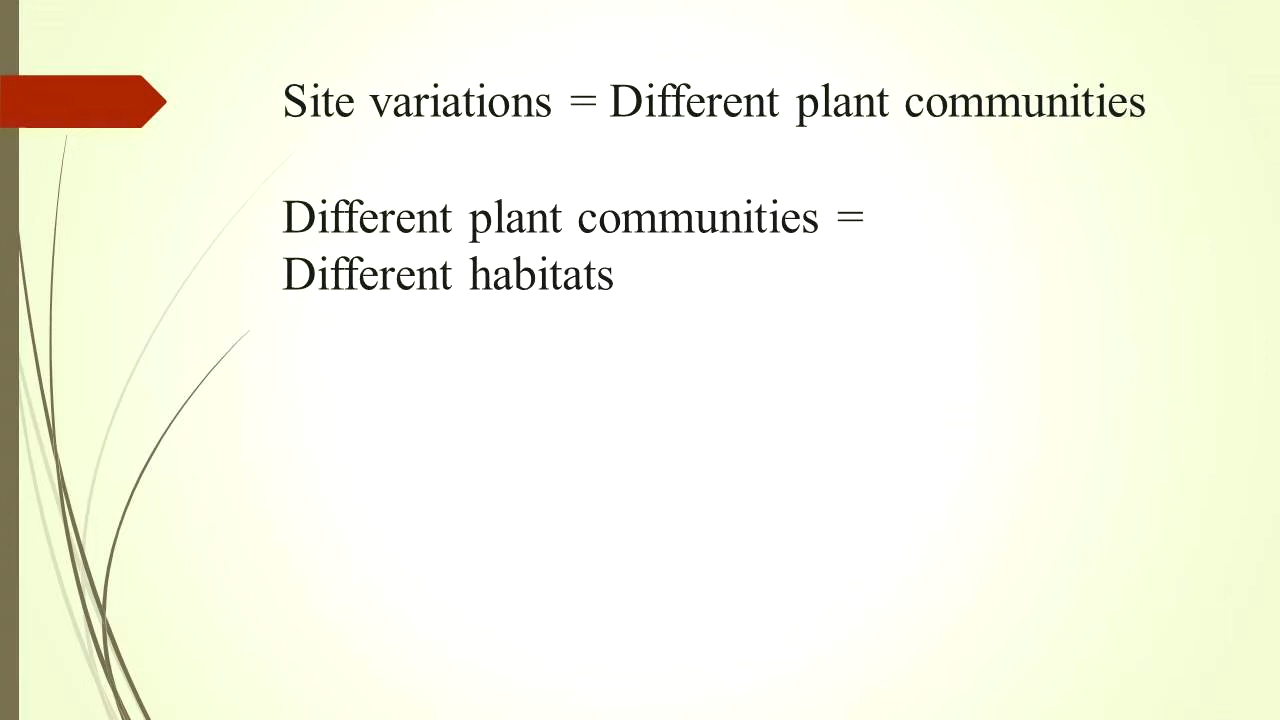 Site variations = Different plant communities
Different plant communities =
Different habitats